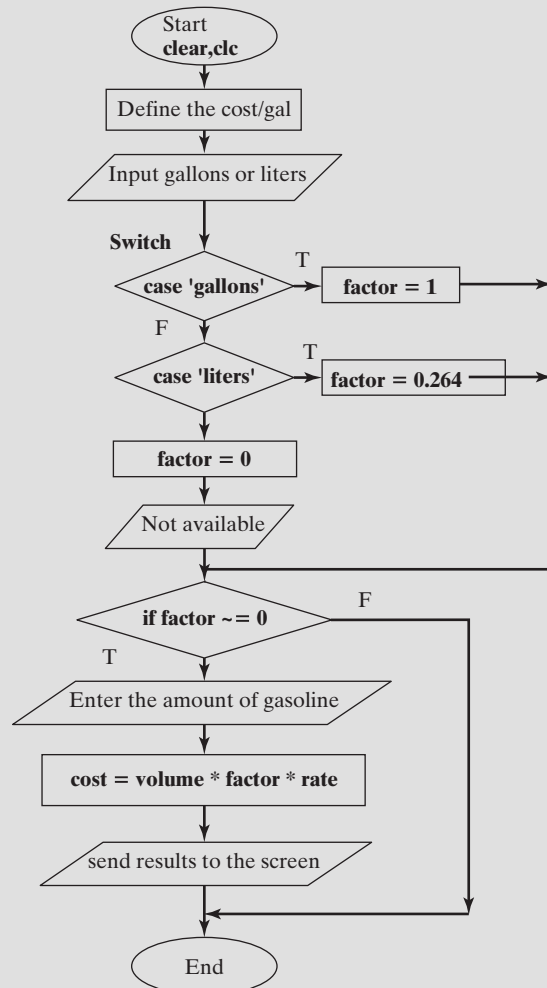 Start
clear,clc
Define the cost/gal
Input gallons or liters
Switch
case 'gallons'
T
factor = 1
F
case 'liters'
T
factor = 0.264
factor = 0
Not available
if factor ~= 0
F
T
Enter the amount of gasoline
cost = volume * factor * rate
send results to the screen
End